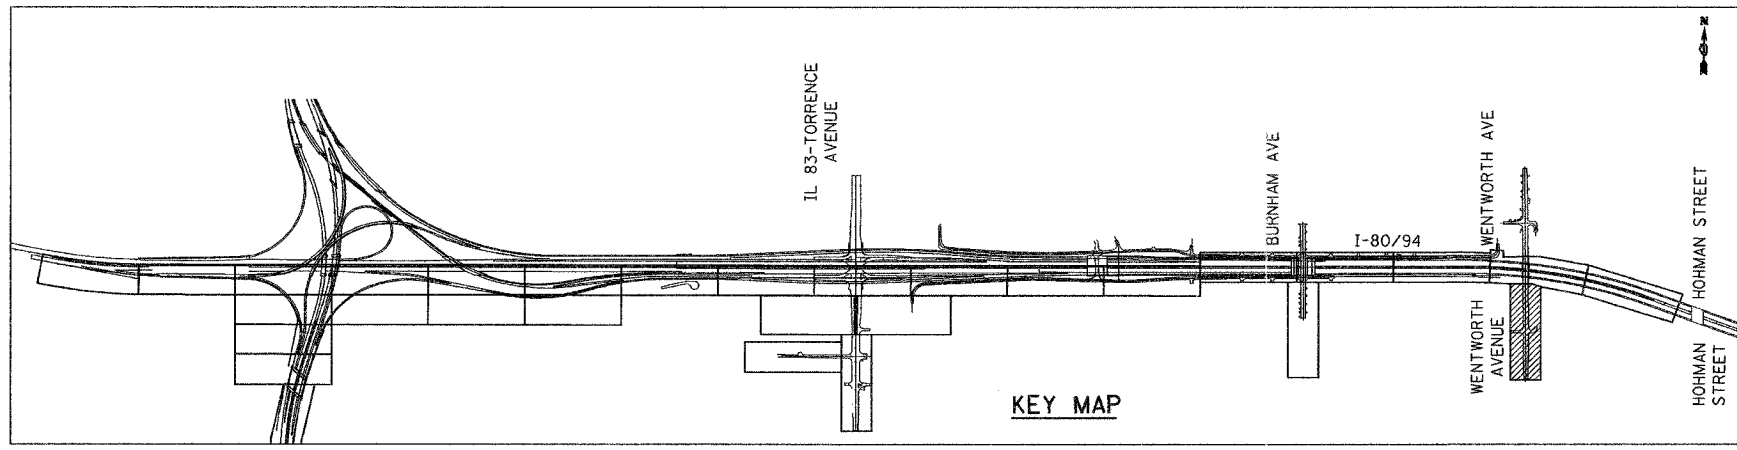 N
IL 83-TORRENCE
AVENUE
BURNHAM AVE
I-80/94
WENTWORTH AVE
WENTWORTH
AVENUE
HOHMAN STREET
HOHMAN
STREET
KEY MAP